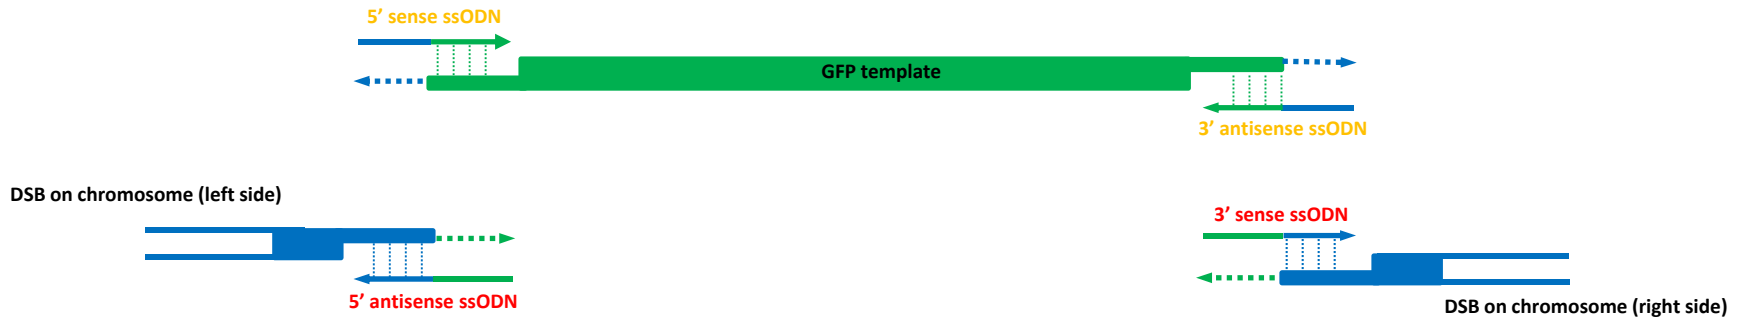 5’ sense ssODN
GFP template
3’ antisense ssODN
DSB on chromosome (left side)
3’ sense ssODN
5’ antisense ssODN
DSB on chromosome (right side)